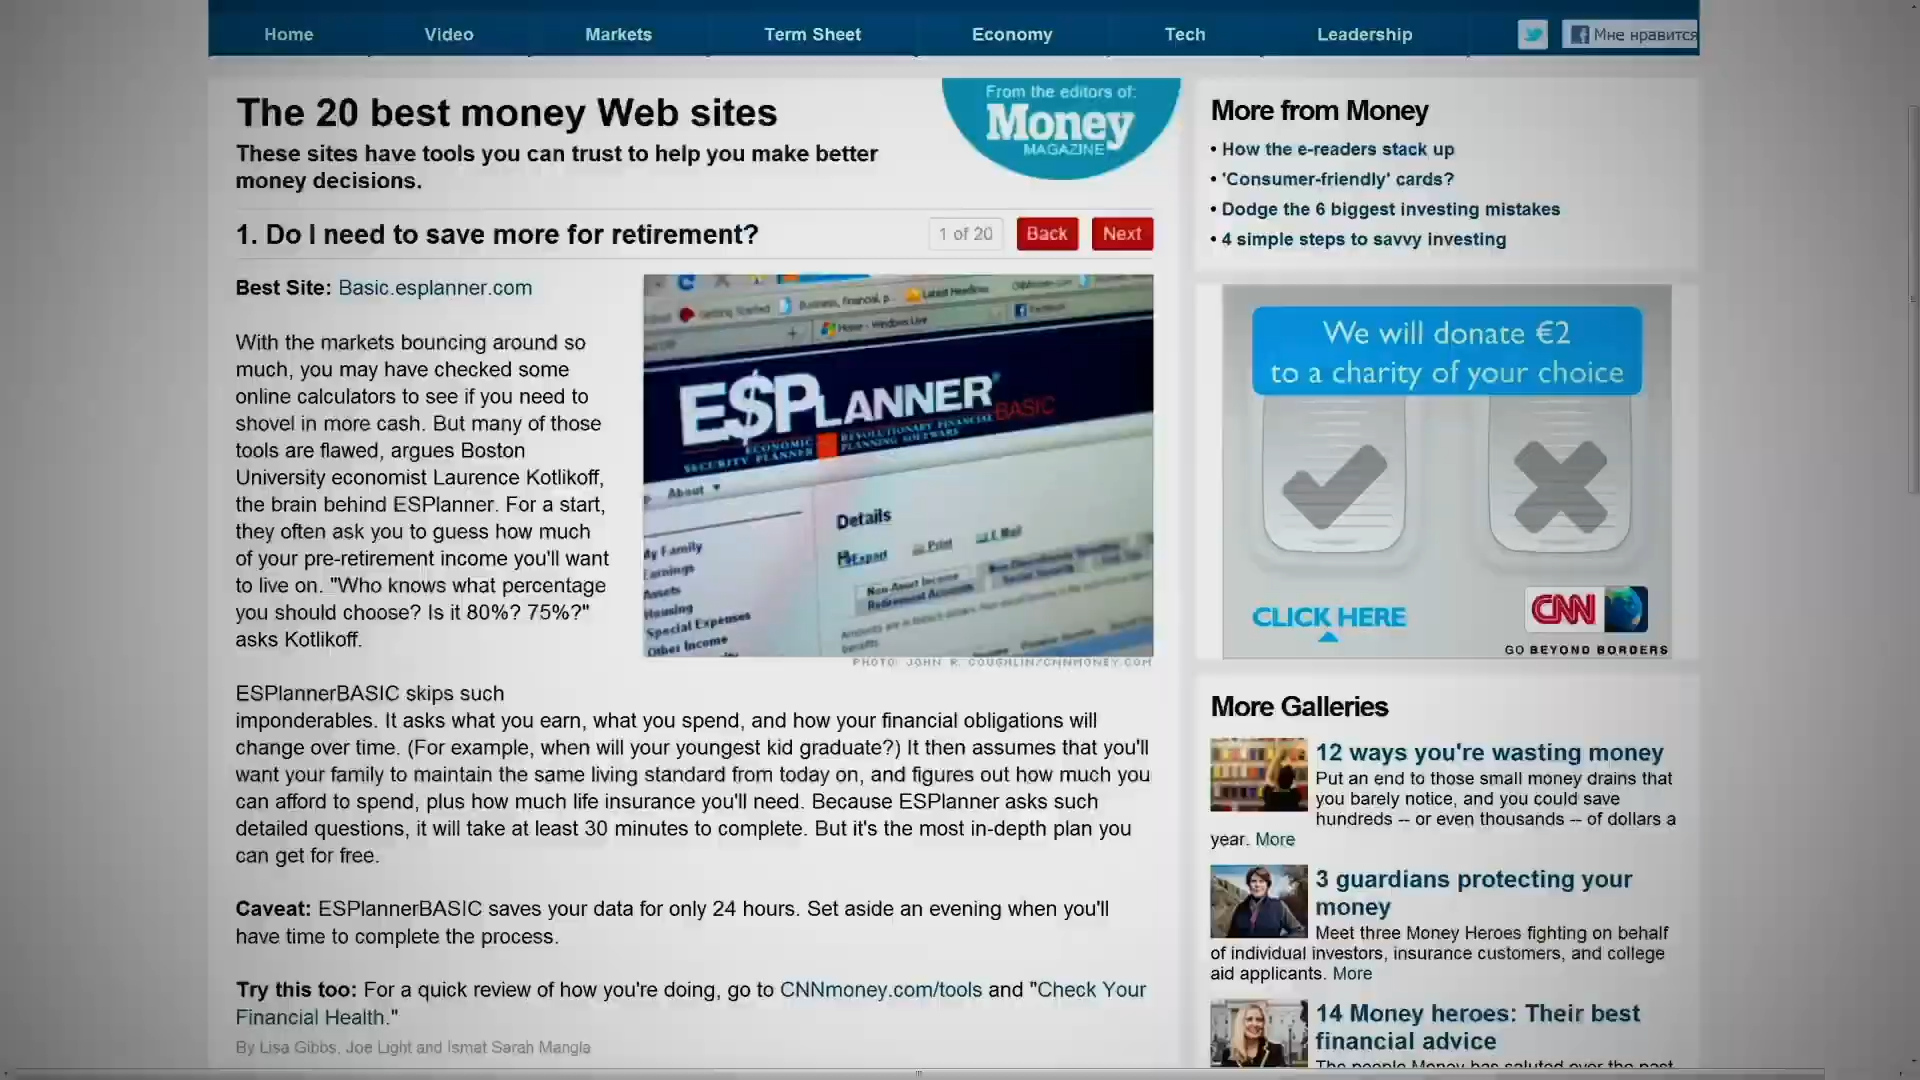 Home Video Markets Term Sheet Economy Tech Leadership Мне нравится
The 20 best money Web sites
These sites have tools you can trust to help you make better
money decisions.
From the editors of:
Money
MAGAZINE
1. Do I need to save more for retirement?
1 of 20 Back Next
Best Site: Basic.esplanner.com
With the markets bouncing around so
much, you may have checked some
online calculators to see if you need to
shovel in more cash. But many of those
tools are flawed, argues Boston
University economist Laurence Kotlikoff,
the brain behind ESPlanner. For a start,
they often ask you to guess how much
of your pre-retirement income you'll want
to live on. "Who knows what percentage
you should choose? Is it 80%? 75%?"
asks Kotlikoff.
Getting Started Business, financial, p... Latest Headlines
Home - Windows Live Facebook
E$PLANNER BASIC
ECONOMIC REVOLUTIONARY FINANCIAL
SECURITY PLANNER PLANNING SOFTWARE
About
Details
Export Print E Mail
My Family
Earnings
Assets
Housing
Special Expenses
Other Income
Non-Asset Income
Retirement Accounts
PHOTO: JOHN R. COUGHLIN/CNNMONEY.COM
ESPlannerBASIC skips such
imponderables. It asks what you earn, what you spend, and how your financial obligations will
change over time. (For example, when will your youngest kid graduate?) It then assumes that you'll
want your family to maintain the same living standard from today on, and figures out how much you
can afford to spend, plus how much life insurance you'll need. Because ESPlanner asks such
detailed questions, it will take at least 30 minutes to complete. But it's the most in-depth plan you
can get for free.
Caveat: ESPlannerBASIC saves your data for only 24 hours. Set aside an evening when you'll
have time to complete the process.
Try this too: For a quick review of how you're doing, go to CNNmoney.com/tools and "Check Your
Financial Health."
By Lisa Gibbs, Joe Light and Ismat Sarah Mangla
More from Money
• How the e-readers stack up
• 'Consumer-friendly' cards?
• Dodge the 6 biggest investing mistakes
• 4 simple steps to savvy investing
We will donate €2
to a charity of your choice
CLICK HERE
CNN
GO BEYOND BORDERS
More Galleries
12 ways you're wasting money
Put an end to those small money drains that
you barely notice, and you could save
hundreds -- or even thousands -- of dollars a
year. More
3 guardians protecting your
money
Meet three Money Heroes fighting on behalf
of individual investors, insurance customers, and college
aid applicants. More
14 Money heroes: Their best
financial advice
The people Money has saluted over the past